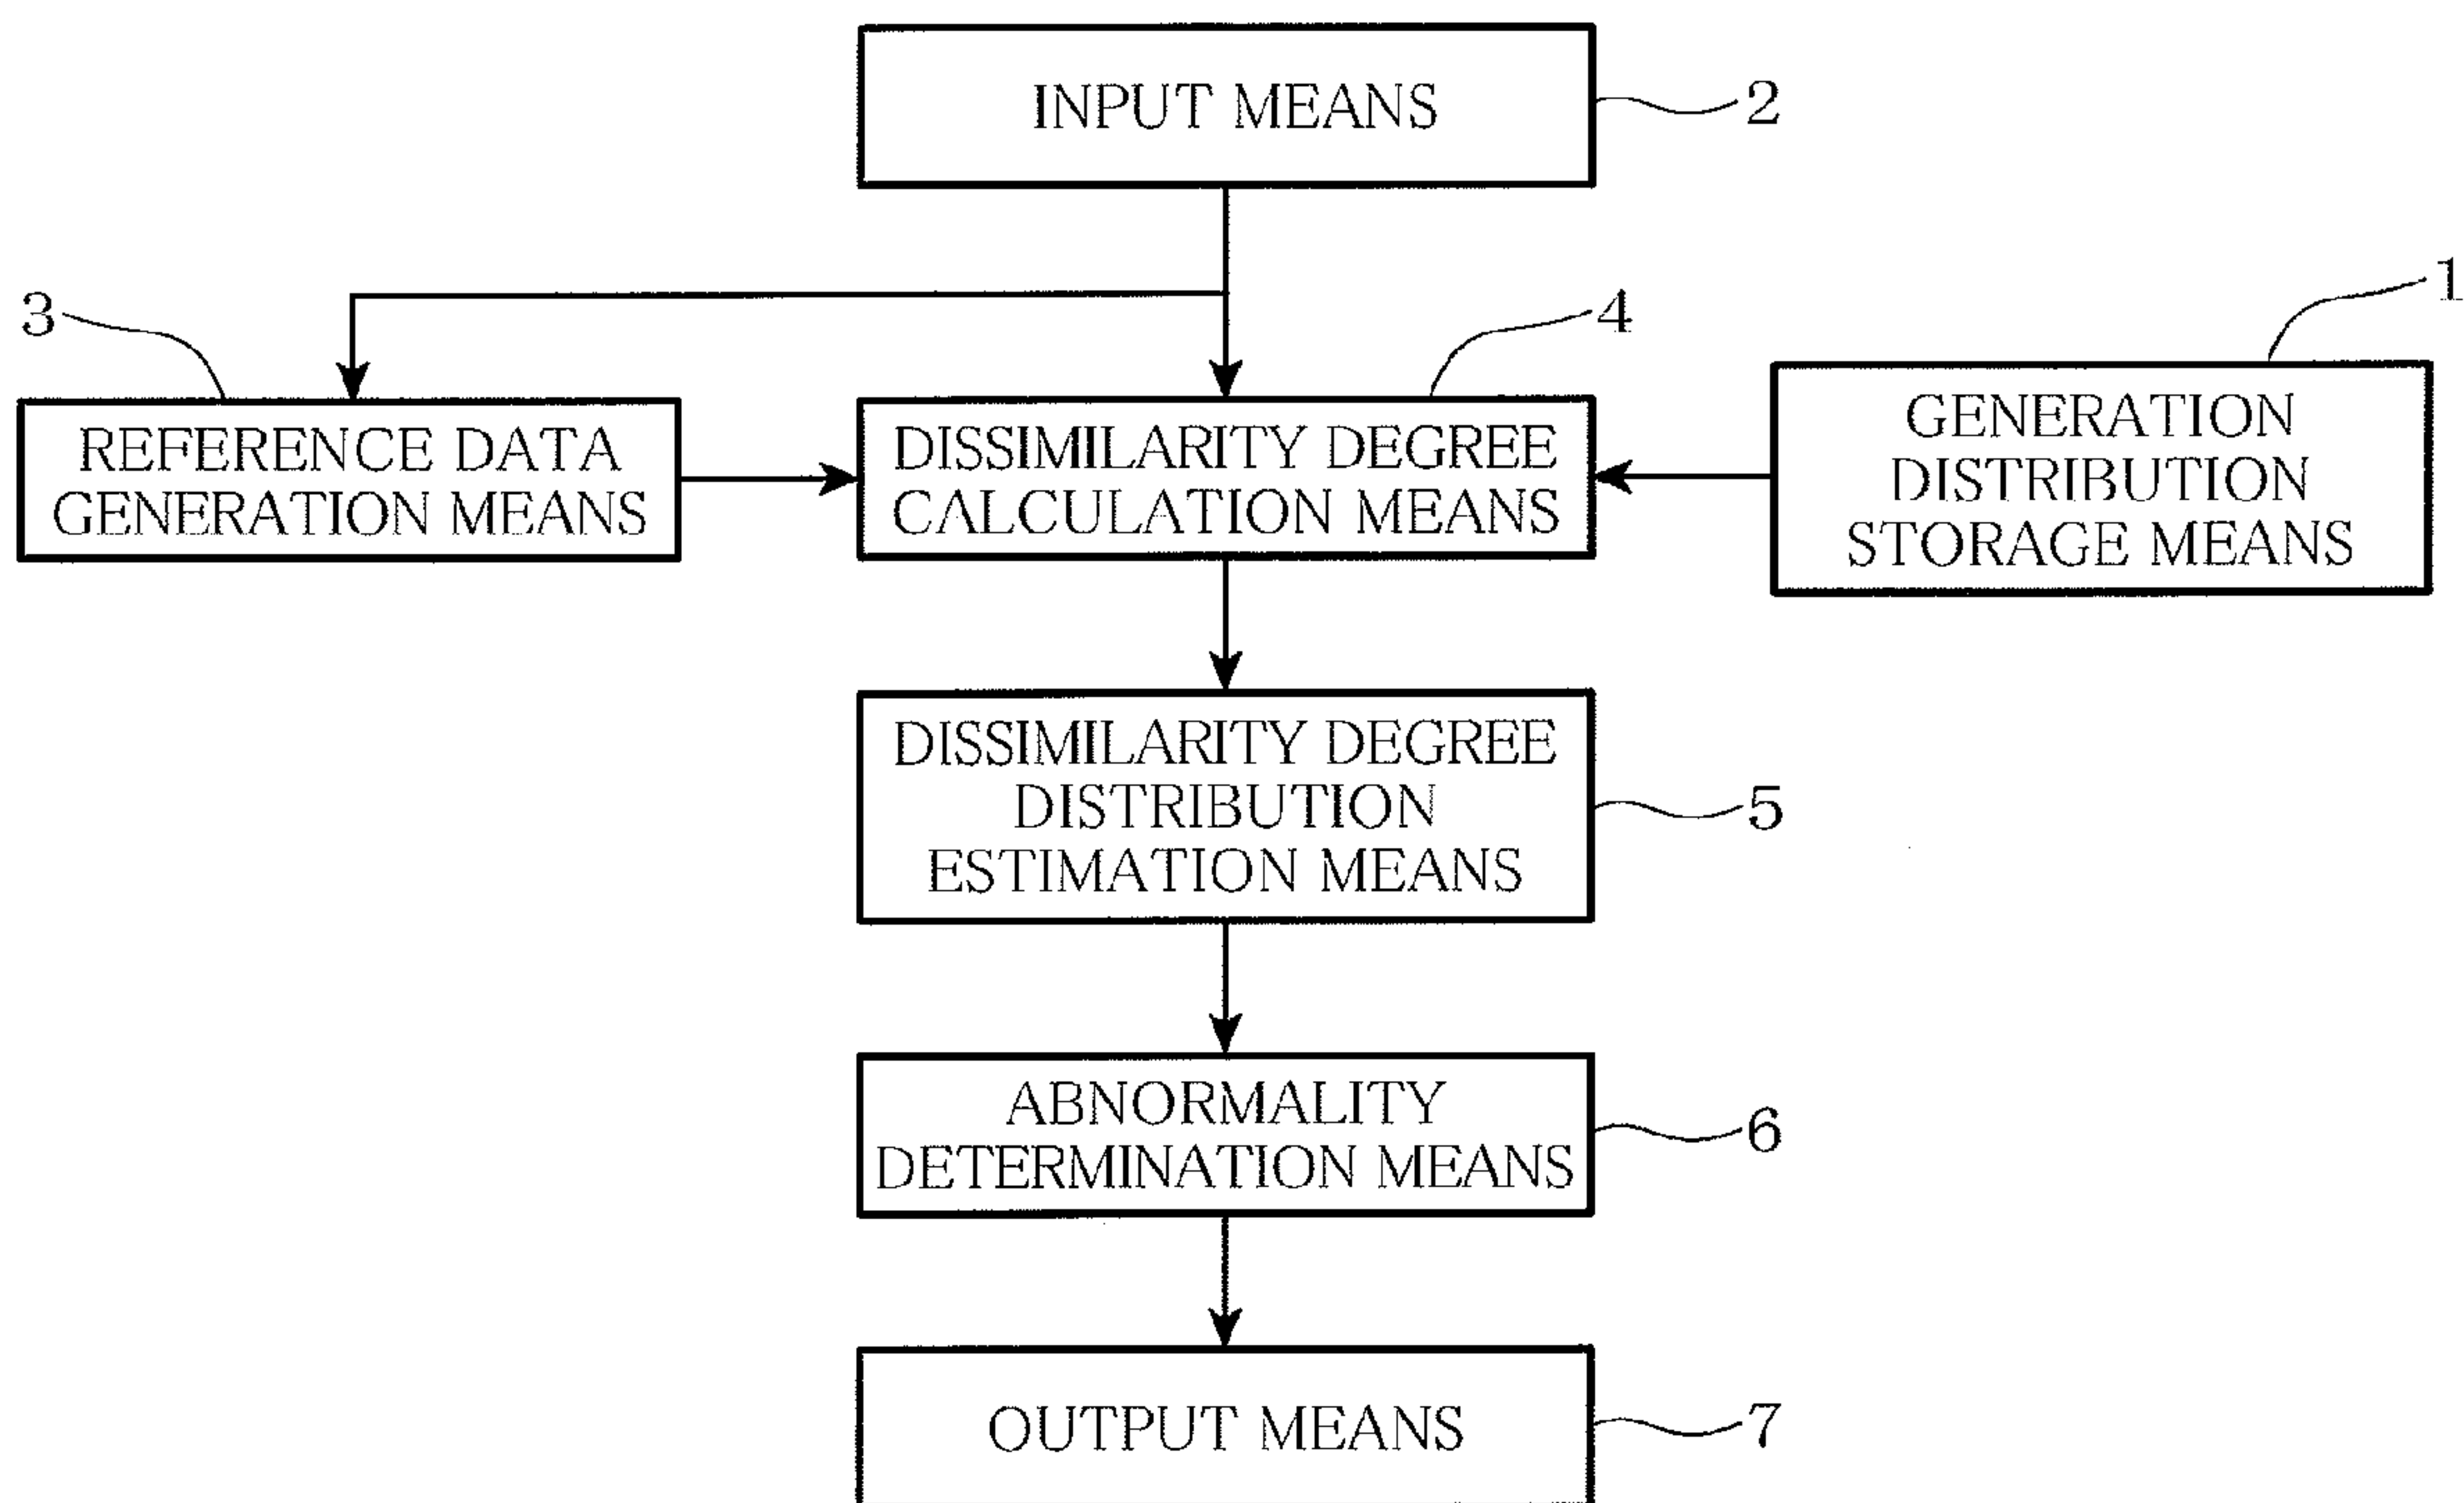 INPUT MEANS
2
3
4
1
REFERENCE DATA
GENERATION MEANS
DISSIMILARITY DEGREE
CALCULATION MEANS
GENERATION
DISTRIBUTION
STORAGE MEANS
DISSIMILARITY DEGREE
DISTRIBUTION
ESTIMATION MEANS
5
ABNORMALITY
DETERMINATION MEANS
6
OUTPUT MEANS
7